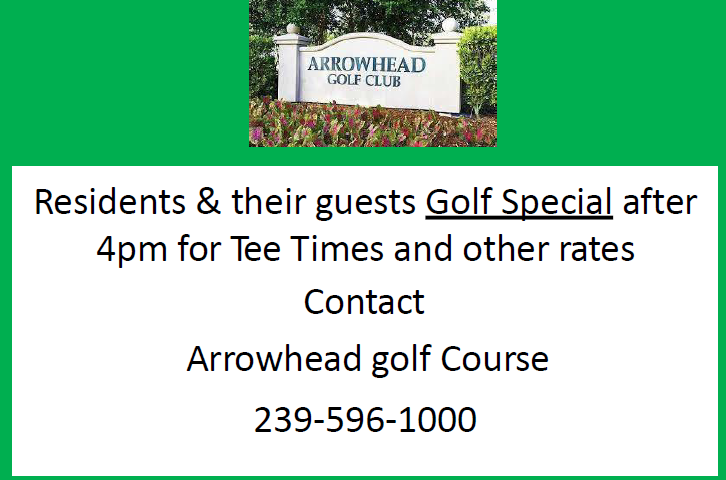 ARROWHEAD
GOLF CLUB
Residents & their guests Golf Special after
4pm for Tee Times and other rates
Contact
Arrowhead golf Course
239-596-1000